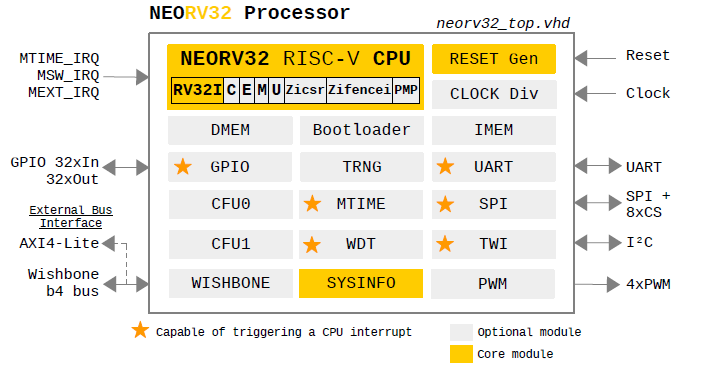 NEORV32 Processor
neorv32_top.vhd
MTIME_IRQ
MSW_IRQ
MEXT_IRQ
NEORV32 RISC-V CPU
RV32I C E M U Zicsr Zifencei PMP
RESET Gen
Reset
CLOCK Div
Clock
DMEM
Bootloader
IMEM
GPIO 32xIn
32xOut
GPIO
TRNG
UART
UART
CFU0
MTIME
SPI
SPI +
8xCS
External Bus
Interface
AXI4-Lite
CFU1
WDT
TWI
I²C
Wishbone
b4 bus
WISHBONE
SYSINFO
PWM
4xPWM
Capable of triggering a CPU interrupt
Optional module
Core module